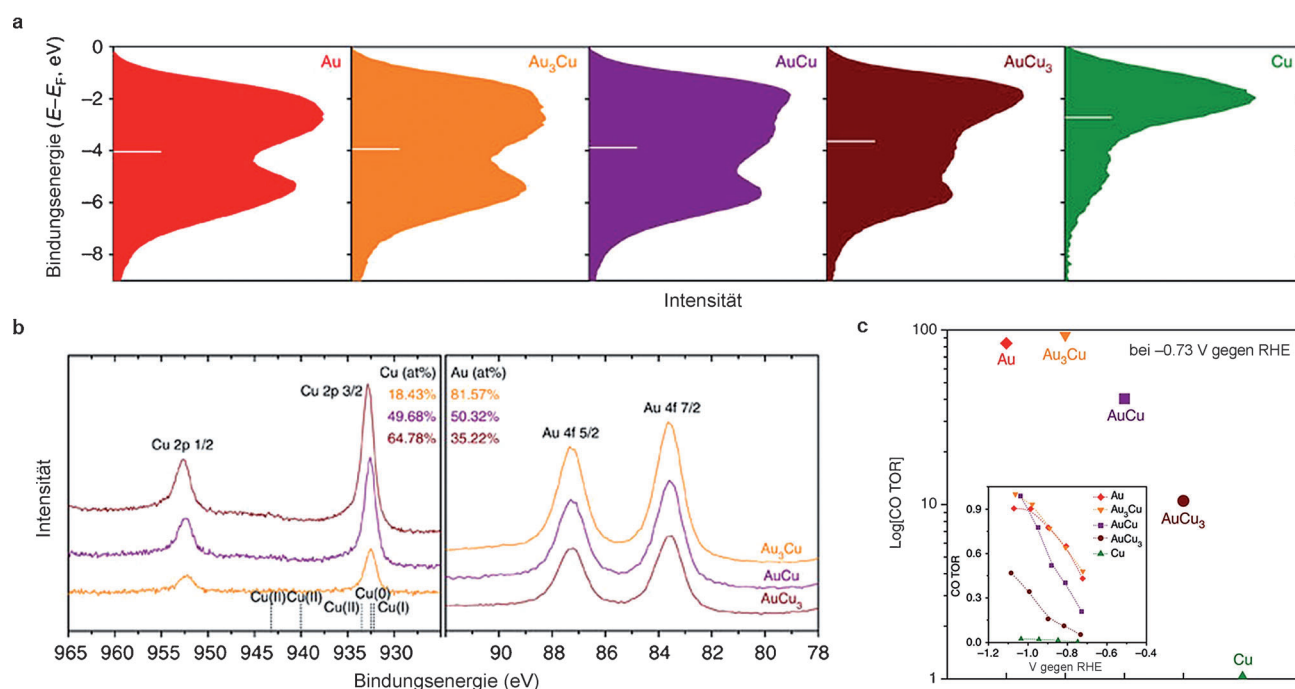 a
Bindungsenergie (E–E_F, eV)
0
–2
–4
–6
–8
Au
Au₃Cu
AuCu
AuCu₃
Cu
Intensität
b
Intensität
Cu 2p 1/2
Cu 2p 3/2
Cu (at%)
18.43%
49.68%
64.78%
Au (at%)
81.57%
50.32%
35.22%
Au 4f 5/2
Au 4f 7/2
Au₃Cu
AuCu
AuCu₃
Cu(II)
Cu(II)
Cu(II)
Cu(0)
Cu(I)
965 960 955 950 945 940 935 930
90 88 86 84 82 80 78
Bindungsenergie (eV)
c
Log[CO TOR]
100
10
1
bei –0.73 V gegen RHE
Au
Au₃Cu
AuCu
AuCu₃
Cu
CO TOR
0.9
0.6
0.3
0.0
Au
Au₃Cu
AuCu
AuCu₃
Cu
–1.2 –1.0 –0.8 –0.6 –0.4
V gegen RHE